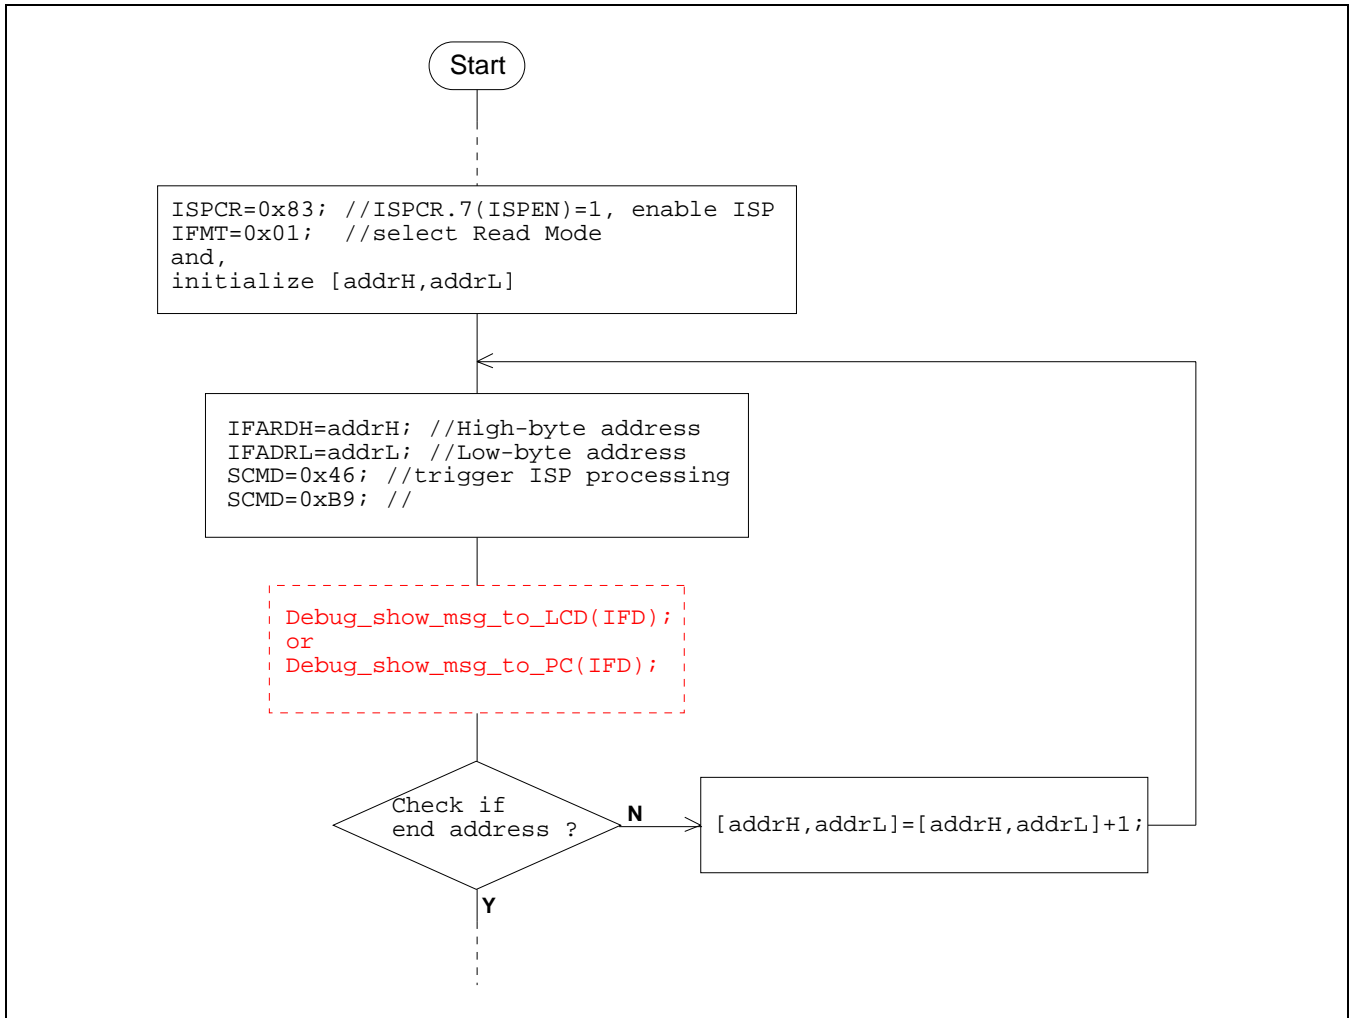 Start
ISPCR=0x83; //ISPCR.7(ISPEN)=1, enable ISP
IFMT=0x01;  //select Read Mode
and,
initialize [addrH,addrL]
IFARDH=addrH; //High-byte address
IFADRL=addrL; //Low-byte address
SCMD=0x46; //trigger ISP processing
SCMD=0xB9; //
Debug_show_msg_to_LCD(IFD);
or
Debug_show_msg_to_PC(IFD);
Check if
end address ?
N
[addrH,addrL]=[addrH,addrL]+1;
Y